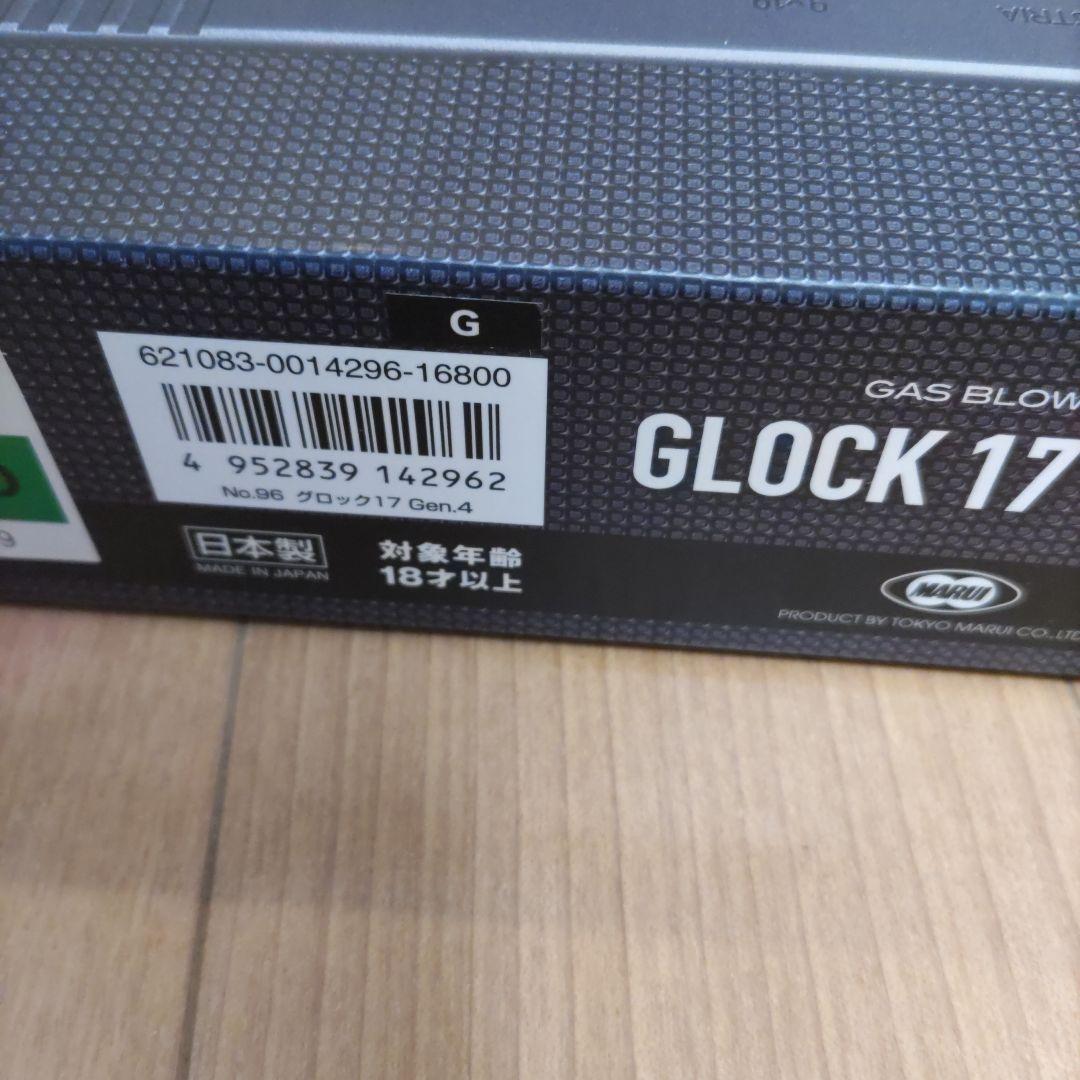 9x19
G
621083-0014296-16800
4 952839 142962
No.96 グロック17 Gen.4
GAS BLOW
GLOCK 17
日本製
MADE IN JAPAN
対象年齢
18才以上
MARUI
PRODUCT BY TOKYO MARUI CO., LTD
9